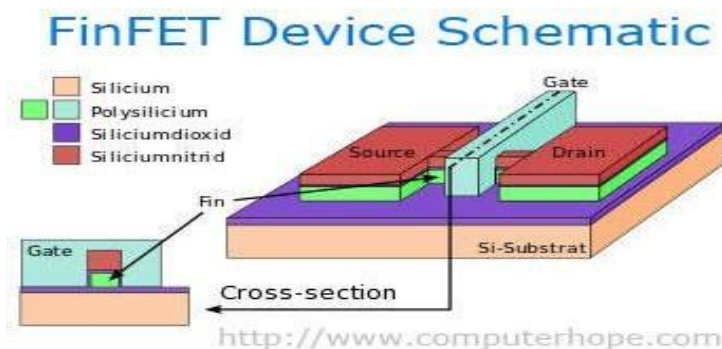 FinFET Device Schematic
Silicium
Polysilicium
Siliciumdioxid
Siliciumnitrid
Gate
Source
Drain
Fin
Si-Substrat
Gate
Cross-section
http://www.computerhope.com